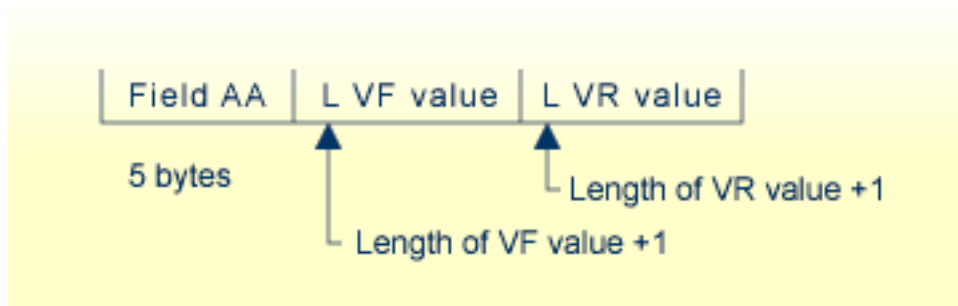 Field AA L VF value L VR value
5 bytes
Length of VR value +1
Length of VF value +1